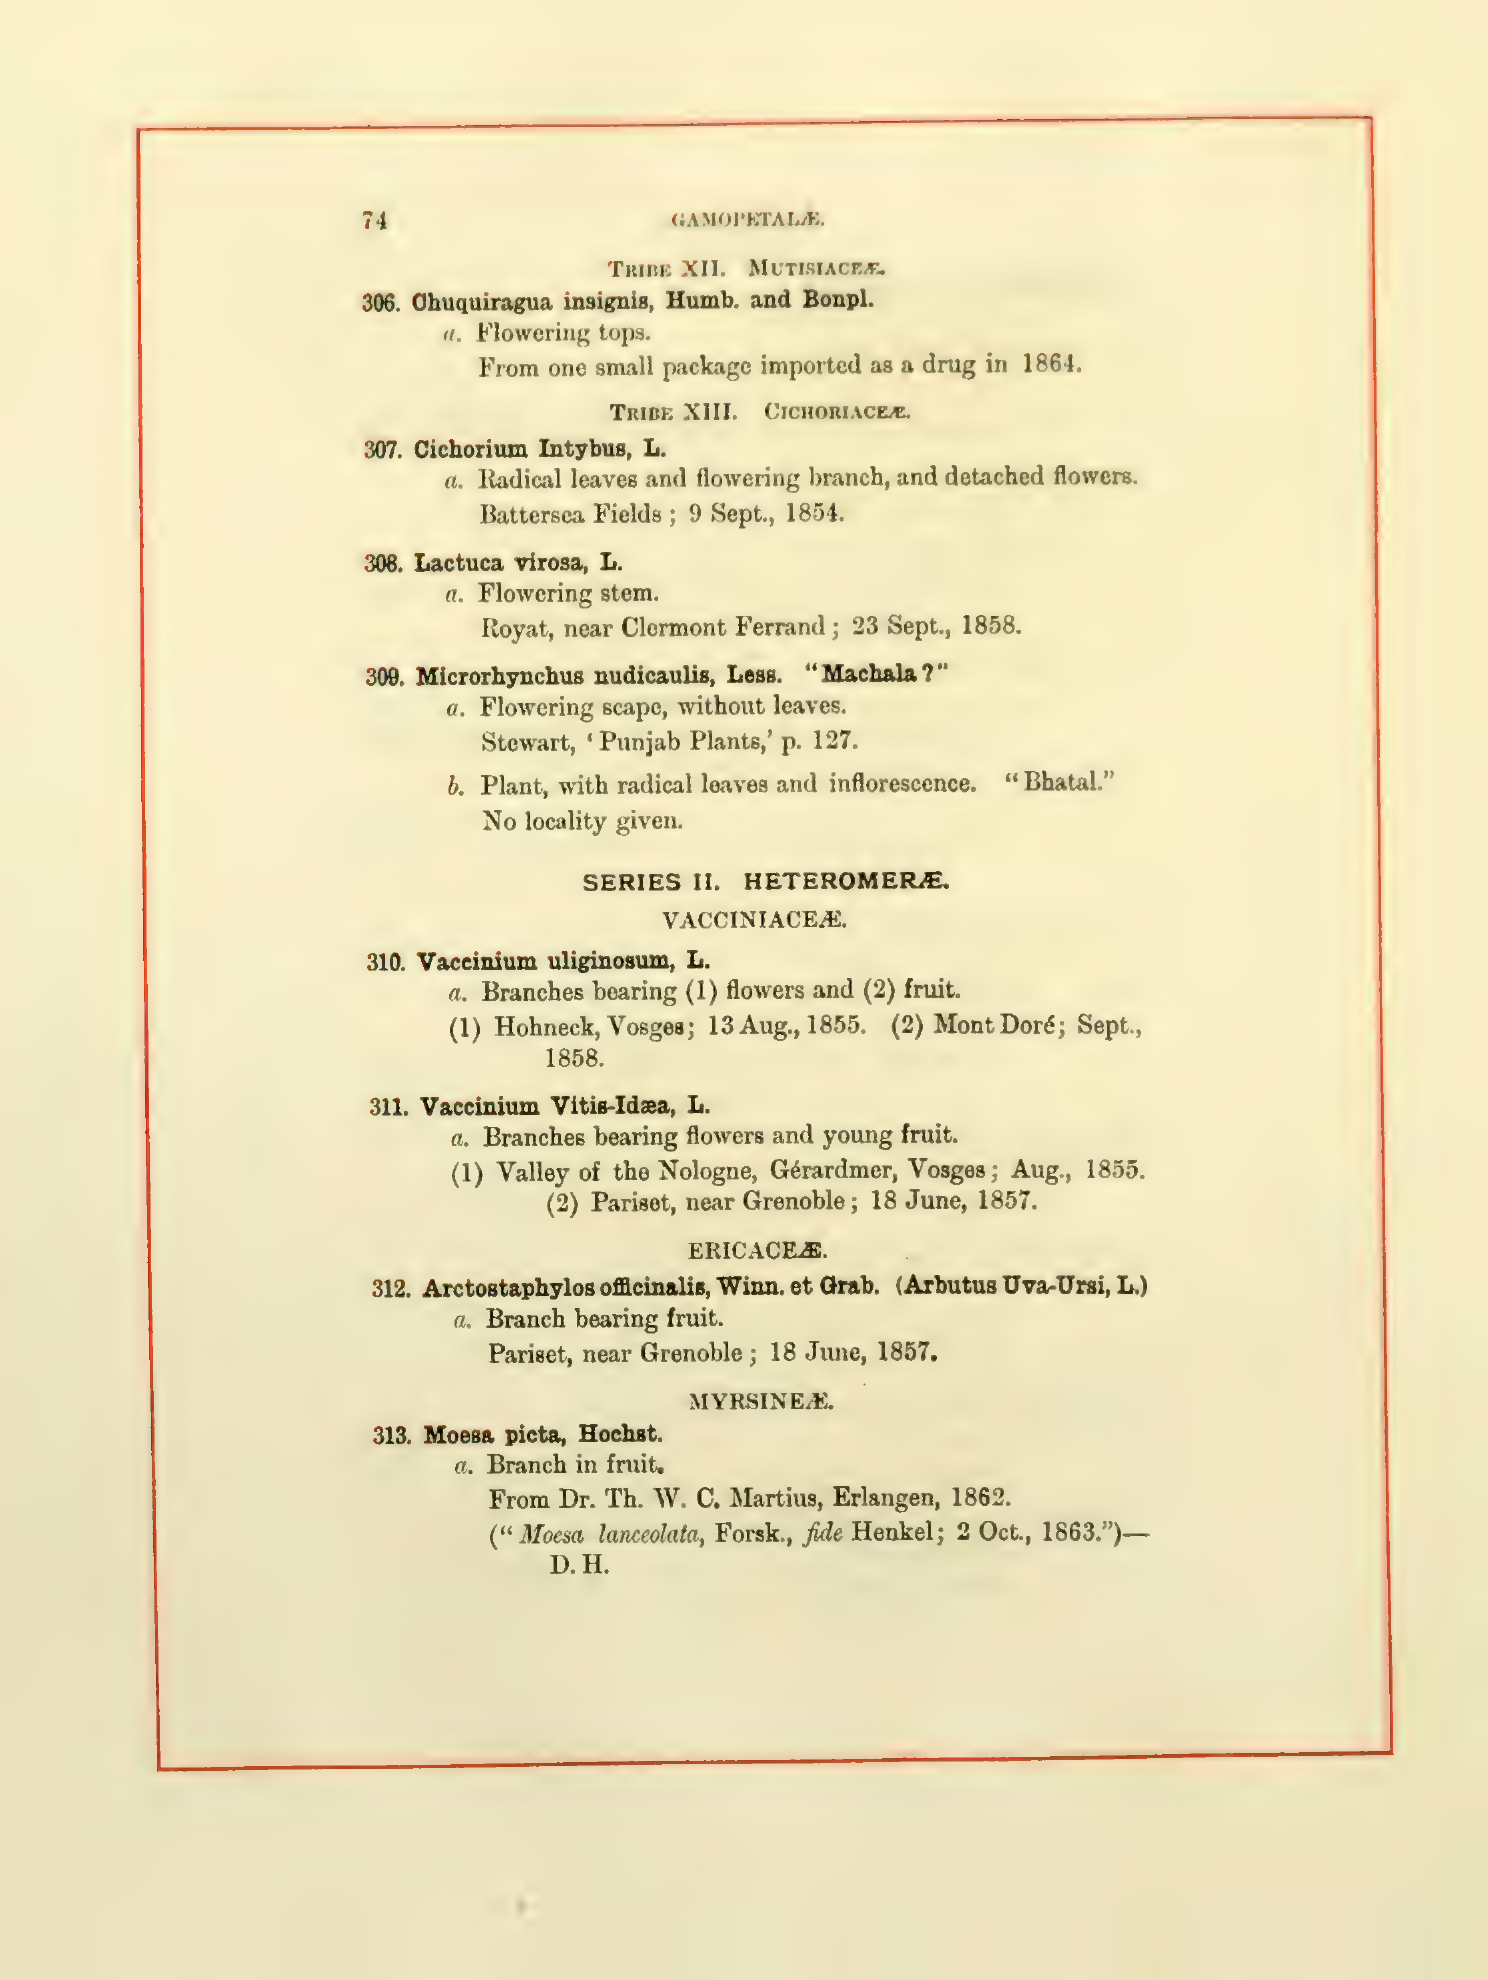 74 GAMOPETALÆ.
TRIBE XII. MUTISIACEÆ.
306. Chuquiragua insignis, Humb. and Bonpl.
a. Flowering tops.
From one small package imported as a drug in 1864.
TRIBE XIII. CICHORIACEÆ.
307. Cichorium Intybus, L.
a. Radical leaves and flowering branch, and detached flowers.
Battersea Fields; 9 Sept., 1854.
308. Lactuca virosa, L.
a. Flowering stem.
Royat, near Clermont Ferrand; 23 Sept., 1858.
309. Microrhynchus nudicaulis, Less. "Machala?"
a. Flowering scape, without leaves.
Stewart, ‘Punjab Plants,’ p. 127.
b. Plant, with radical leaves and inflorescence. “Bhatal.”
No locality given.
SERIES II. HETEROMERÆ.
VACCINIACEÆ.
310. Vaccinium uliginosum, L.
a. Branches bearing (1) flowers and (2) fruit.
(1) Hohneck, Vosges; 13 Aug., 1855. (2) Mont Doré; Sept.,
1858.
311. Vaccinium Vitis-Idæa, L.
a. Branches bearing flowers and young fruit.
(1) Valley of the Nologne, Gérardmer, Vosges; Aug., 1855.
(2) Pariset, near Grenoble; 18 June, 1857.
ERICACEÆ.
312. Arctostaphylos officinalis, Winn. et Grab. (Arbutus Uva-Ursi, L.)
a. Branch bearing fruit.
Pariset, near Grenoble; 18 June, 1857.
MYRSINEÆ.
313. Moesa picta, Hochst.
a. Branch in fruit.
From Dr. Th. W. C. Martius, Erlangen, 1862.
(“Moesa lanceolata, Forsk., fide Henkel; 2 Oct., 1863.”)—
D. H.